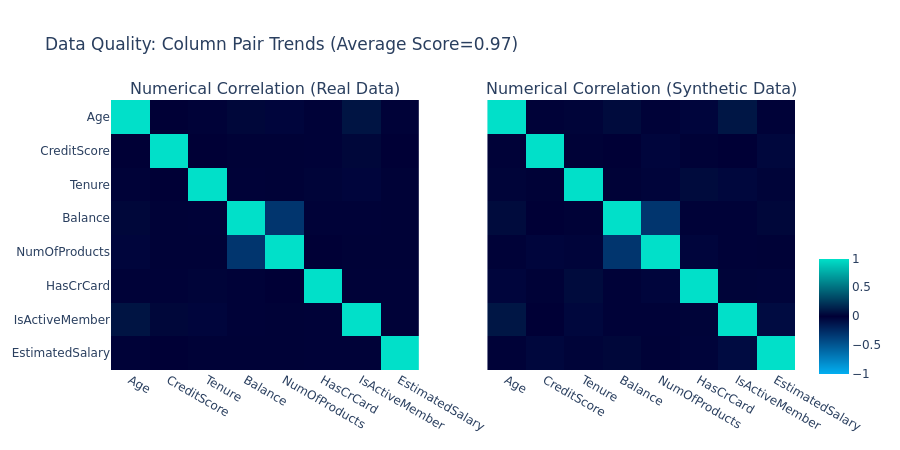 Data Quality: Column Pair Trends (Average Score=0.97)
Numerical Correlation (Real Data)
Numerical Correlation (Synthetic Data)
Age
CreditScore
Tenure
Balance
NumOfProducts
HasCrCard
IsActiveMember
EstimatedSalary
Age
CreditScore
Tenure
Balance
NumOfProducts
HasCrCard
IsActiveMember
EstimatedSalary
Age
CreditScore
Tenure
Balance
NumOfProducts
HasCrCard
IsActiveMember
EstimatedSalary
1
0.5
0
−0.5
−1